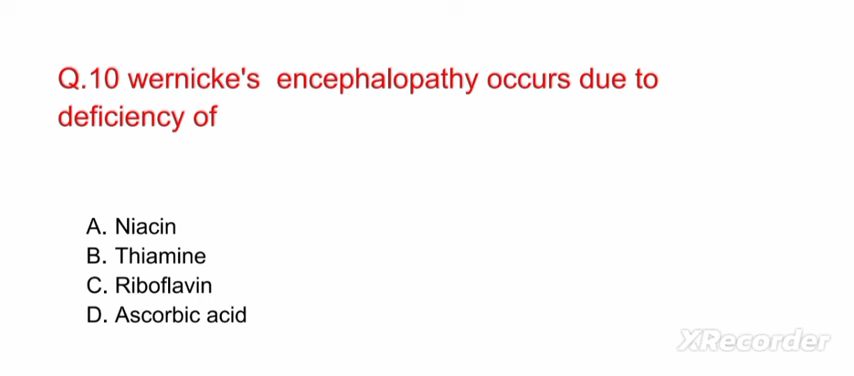 Q.10 wernicke's encephalopathy occurs due to
deficiency of
A. Niacin
B. Thiamine
C. Riboflavin
D. Ascorbic acid
XRecorder